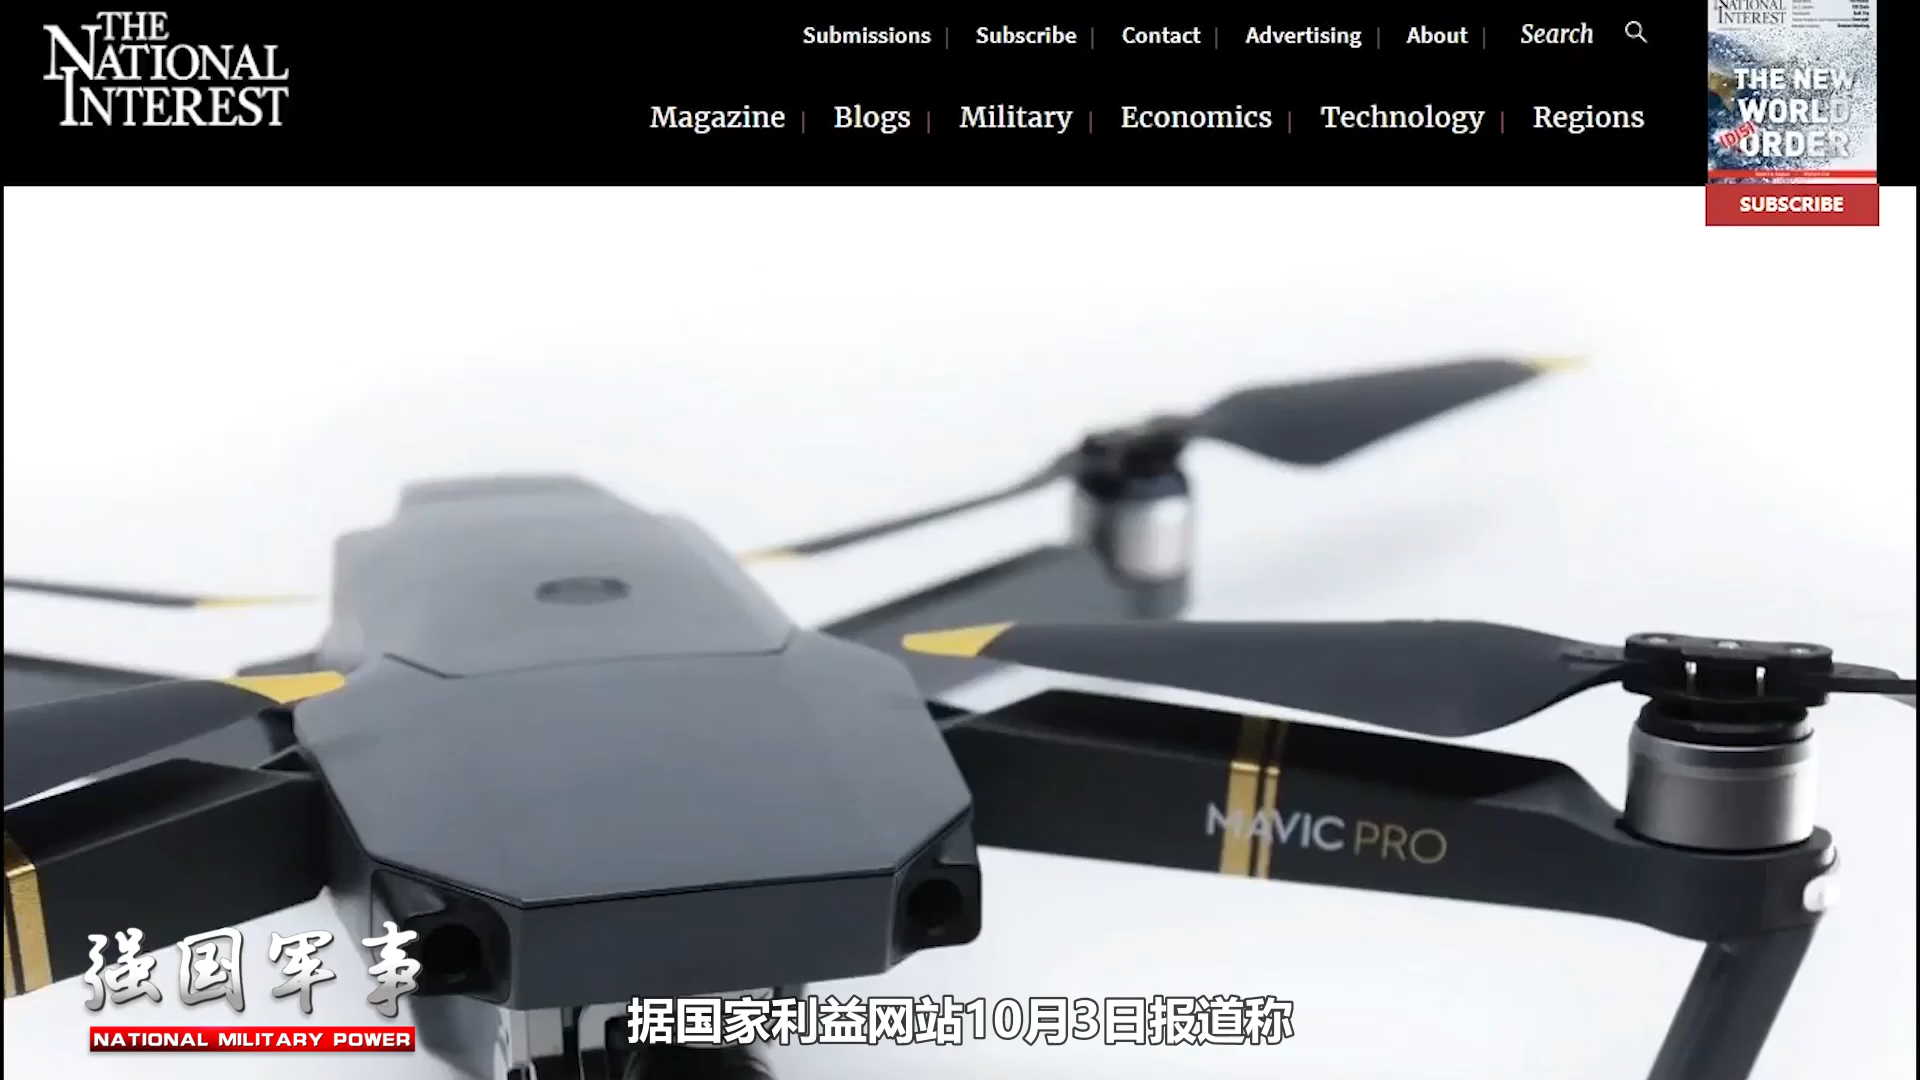 THE
NATIONAL
INTEREST
Submissions | Subscribe | Contact | Advertising | About | Search
Magazine | Blogs | Military | Economics | Technology | Regions
NATIONAL
INTEREST
THE NEW
WORLD
(DIS)
ORDER
SUBSCRIBE
MAVIC PRO
强国军事
NATIONAL MILITARY POWER
据国家利益网站10月3日报道称